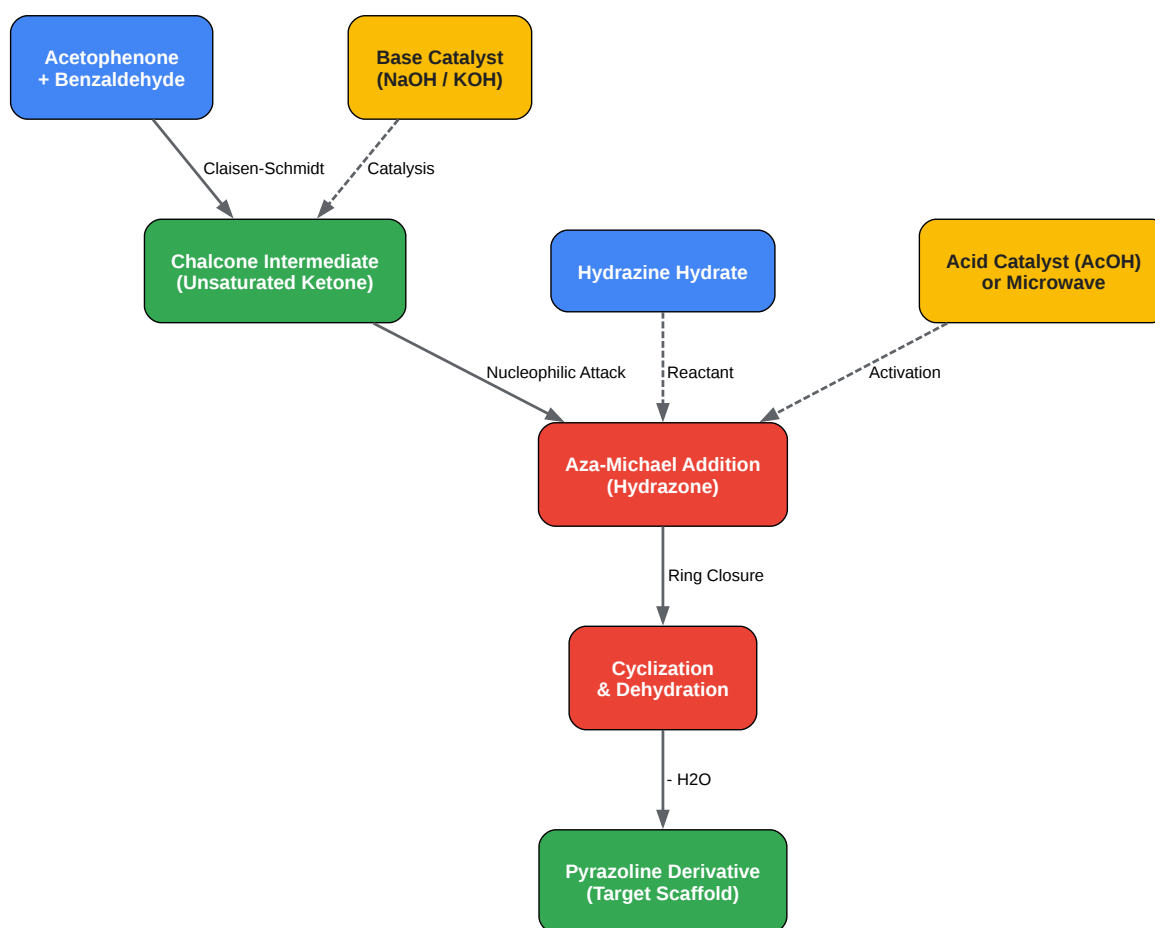 Acetophenone
+ Benzaldehyde
Base Catalyst
(NaOH / KOH)
Claisen-Schmidt
Catalysis
Chalcone Intermediate
(Unsaturated Ketone)
Hydrazine Hydrate
Acid Catalyst (AcOH)
or Microwave
Nucleophilic Attack
Reactant
Activation
Aza-Michael Addition
(Hydrazone)
Ring Closure
Cyclization
& Dehydration
- H2O
Pyrazoline Derivative
(Target Scaffold)